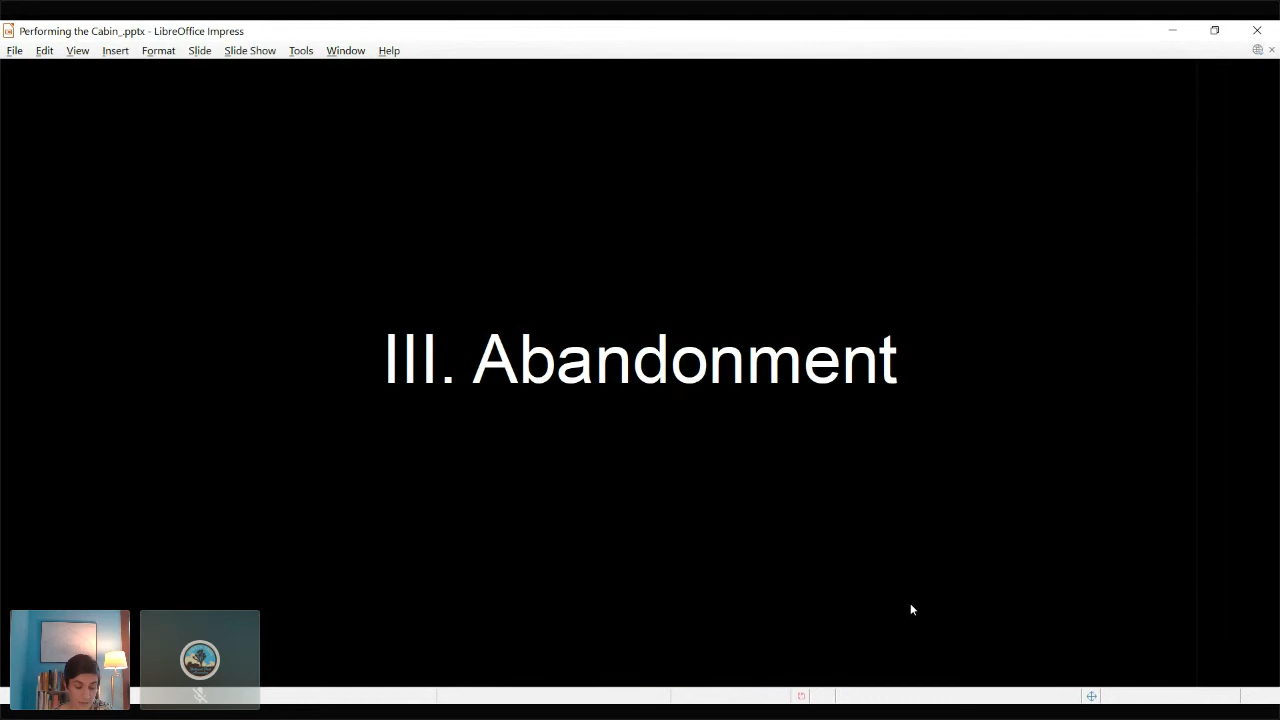 Performing the Cabin_.pptx - LibreOffice Impress
File Edit View Insert Format Slide Slide Show Tools Window Help
III. Abandonment